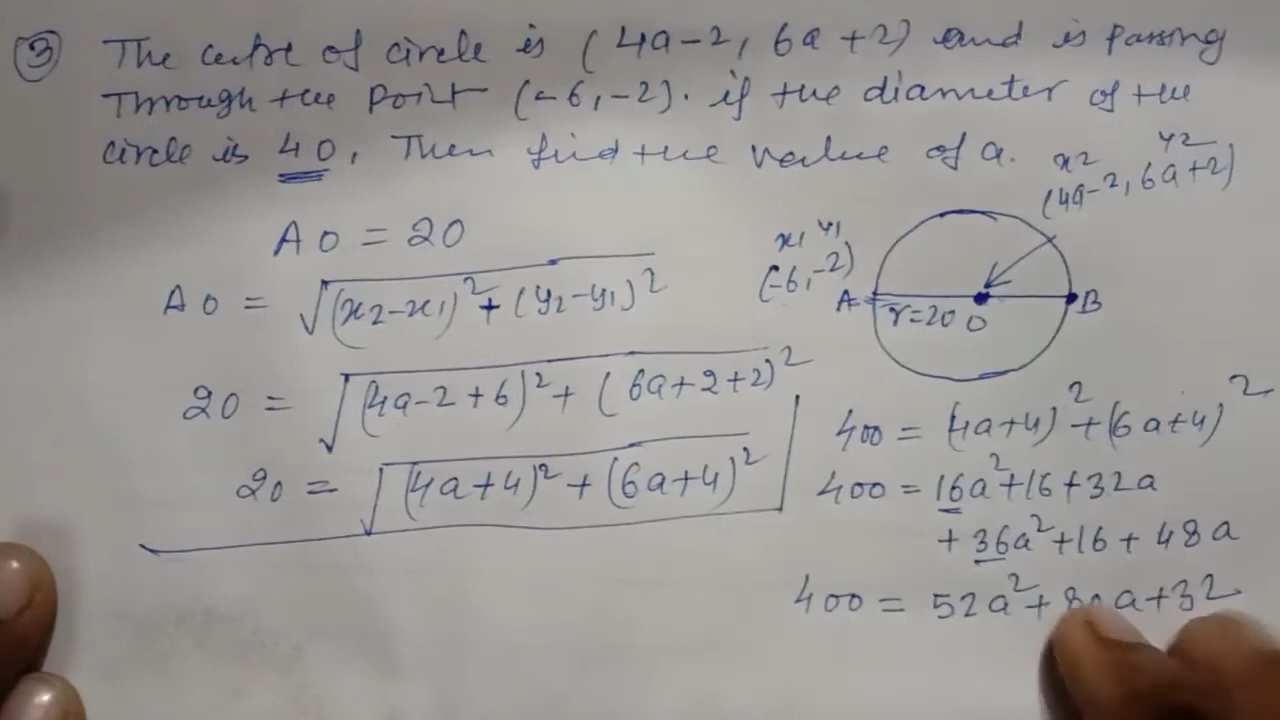 ③ The centre of circle is (4a-2, 6a+2) and is passing
Through the point (-6,-2). if the diameter of the
circle is 40, Then find the value of a.
x2 y2
(4a-2, 6a+2)
AO = 20
x1 y1
(-6,-2)
A r=20 O B
AO = √(x2-x1)²+(y2-y1)²
20 = √(4a-2+6)²+(6a+2+2)²
20 = √(4a+4)²+(6a+4)²
400 = (4a+4)²+(6a+4)²
400 = 16a²+16+32a
+36a²+16+48a
400 = 52a²+80a+32